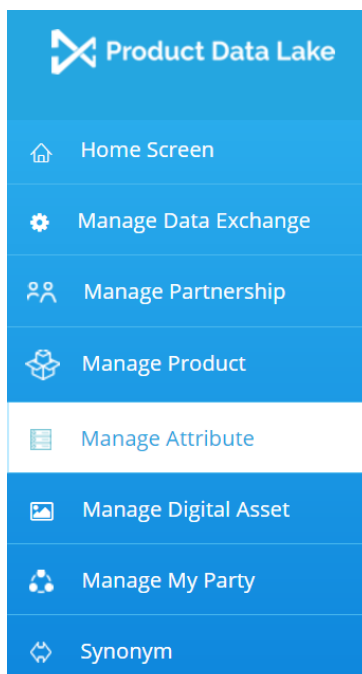 Product Data Lake
Home Screen
Manage Data Exchange
Manage Partnership
Manage Product
Manage Attribute
Manage Digital Asset
Manage My Party
Synonym